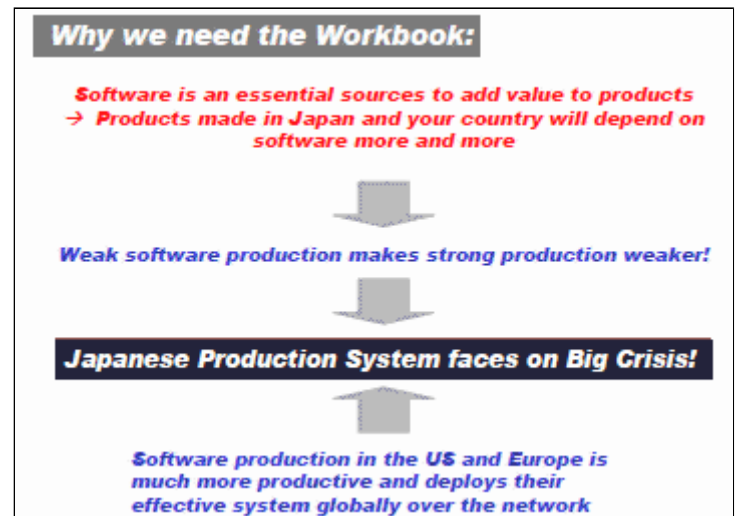 Why we need the Workbook:
Software is an essential sources to add value to products
→ Products made in Japan and your country will depend on
software more and more
Weak software production makes strong production weaker!
Japanese Production System faces on Big Crisis!
Software production in the US and Europe is
much more productive and deploys their
effective system globally over the network